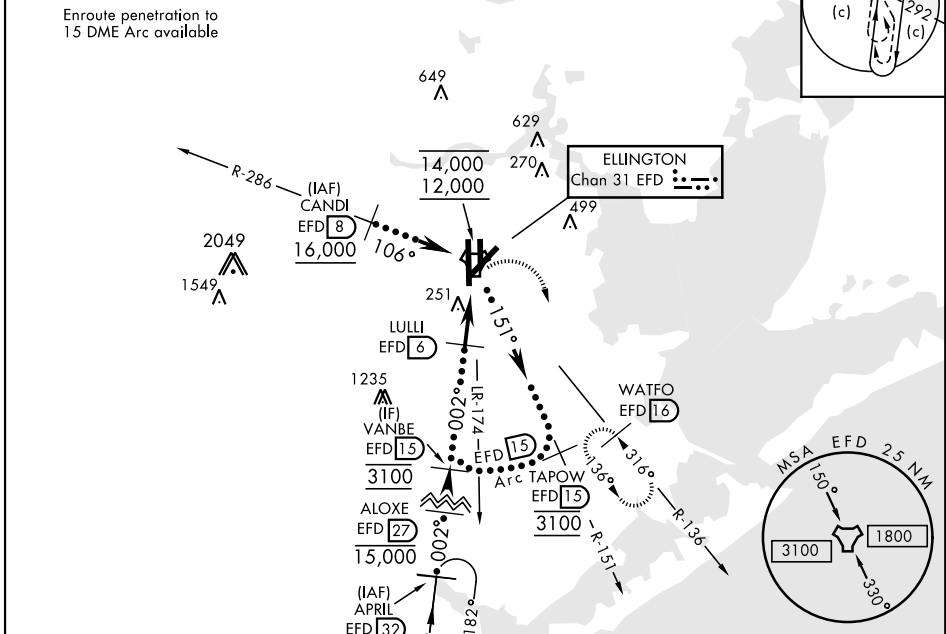 Enroute penetration to
15 DME Arc available
(c)
292
(c)
649
629
270
14,000
12,000
ELLINGTON
Chan 31 EFD
499
R-286
(IAF)
CANDI
EFD 8
16,000
106°
2049
1549
251
151°
LULLI
EFD 6
1235
(IF)
VANBE
EFD 15
3100
002°
LR-174
EFD 15
Arc
TAPOW
EFD 15
3100
WATFO
EFD 16
136°
316°
R-136
R-151
ALOXE
EFD 27
15,000
002°
(IAF)
APRIL
EFD 32
182°
MSA EFD 25 NM
150°
3100
1800
330°